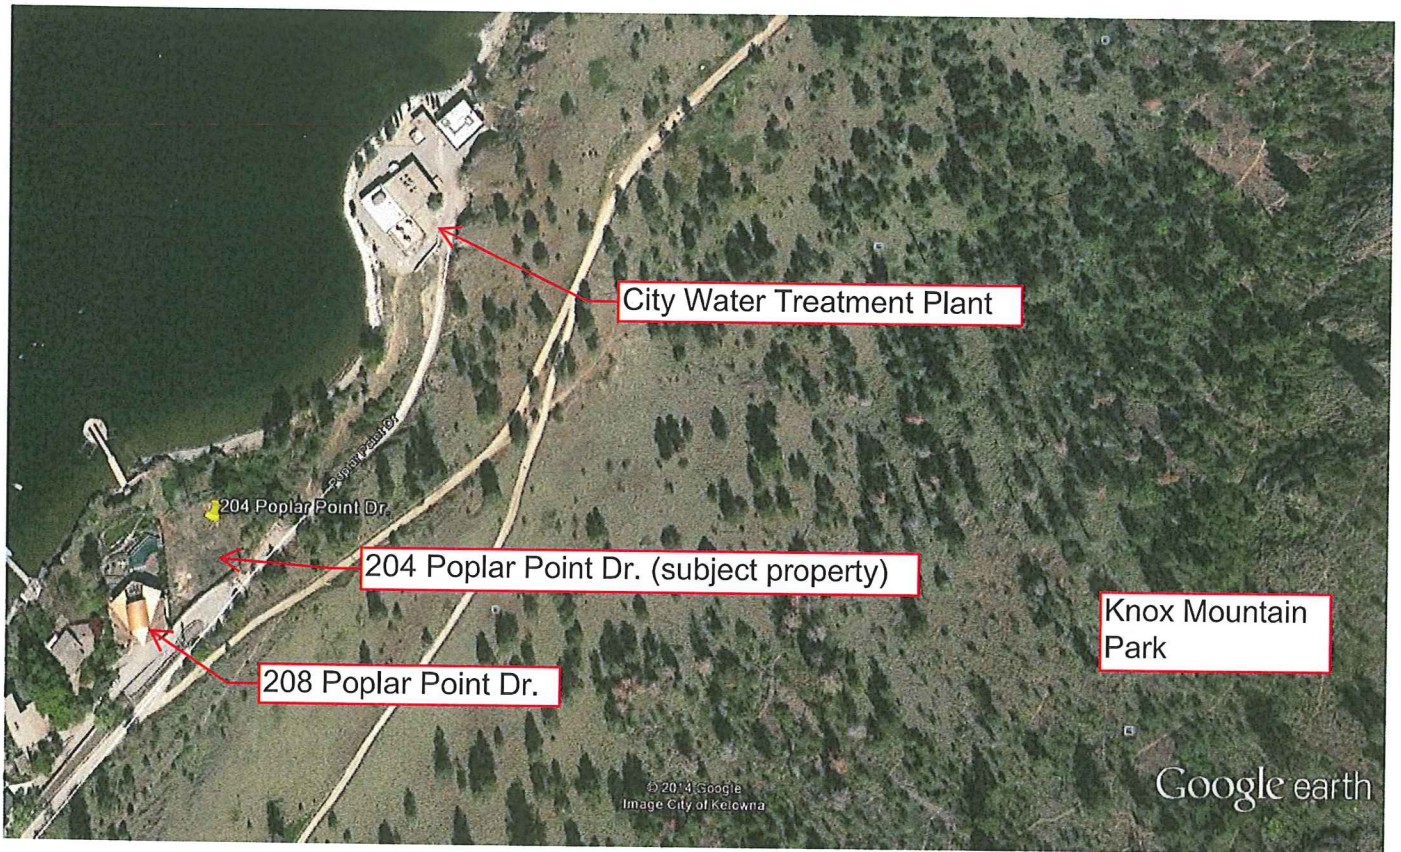 City Water Treatment Plant
Poplar Point Dr
204 Poplar Point Dr.
204 Poplar Point Dr. (subject property)
Knox Mountain
Park
208 Poplar Point Dr.
© 2014 Google
Image City of Kelowna
Google earth